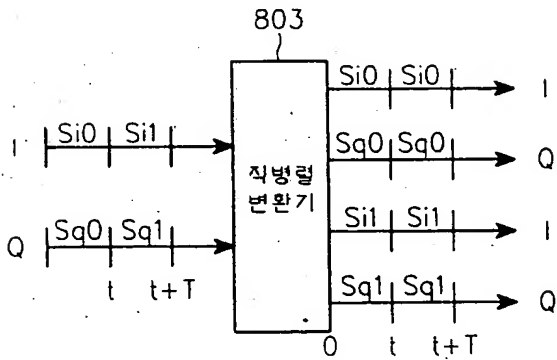 803
Si0 Si0 I
I Si0 Si1
Sq0 Sq0 Q
직병렬
변환기
Si1 Si1 I
Q Sq0 Sq1
t t+T
Sq1 Sq1 Q
0 t t+T